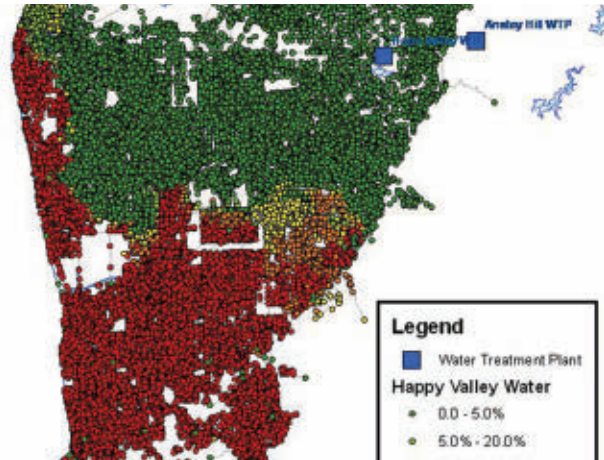 Anstey Hill WTP
Legend
Water Treatment Plant
Happy Valley Water
0.0 - 5.0%
5.0% - 20.0%